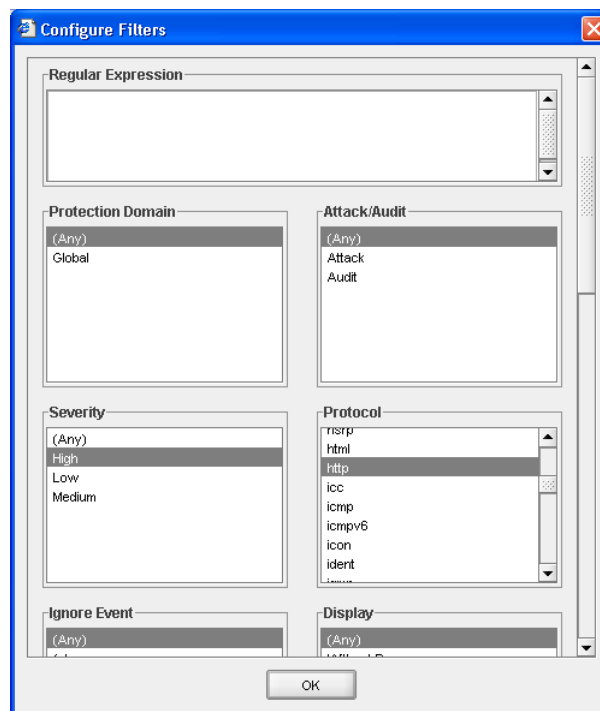 Configure Filters
Regular Expression
Protection Domain
(Any)
Global
Attack/Audit
(Any)
Attack
Audit
Severity
(Any)
High
Low
Medium
Protocol
html
http
icc
icmp
icmpv6
icon
ident
Ignore Event
(Any)
Display
(Any)
OK